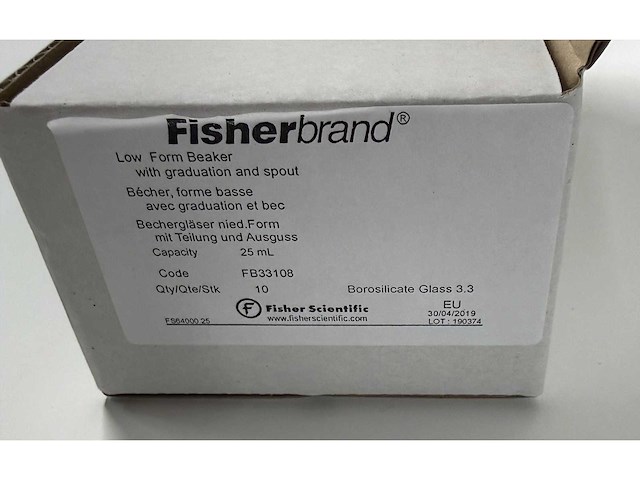 Fisherbrand®
Low Form Beaker
with graduation and spout
Bécher, forme basse
avec graduation et bec
Bechergläser nied.Form
mit Teilung und Ausguss
Capacity 25 mL
Code FB33108
Qty/Qte/Stk 10 Borosilicate Glass 3.3
F Fisher Scientific EU
www.fishersci­entific.com 30/04/2019
FS64000.25 LOT : 190374